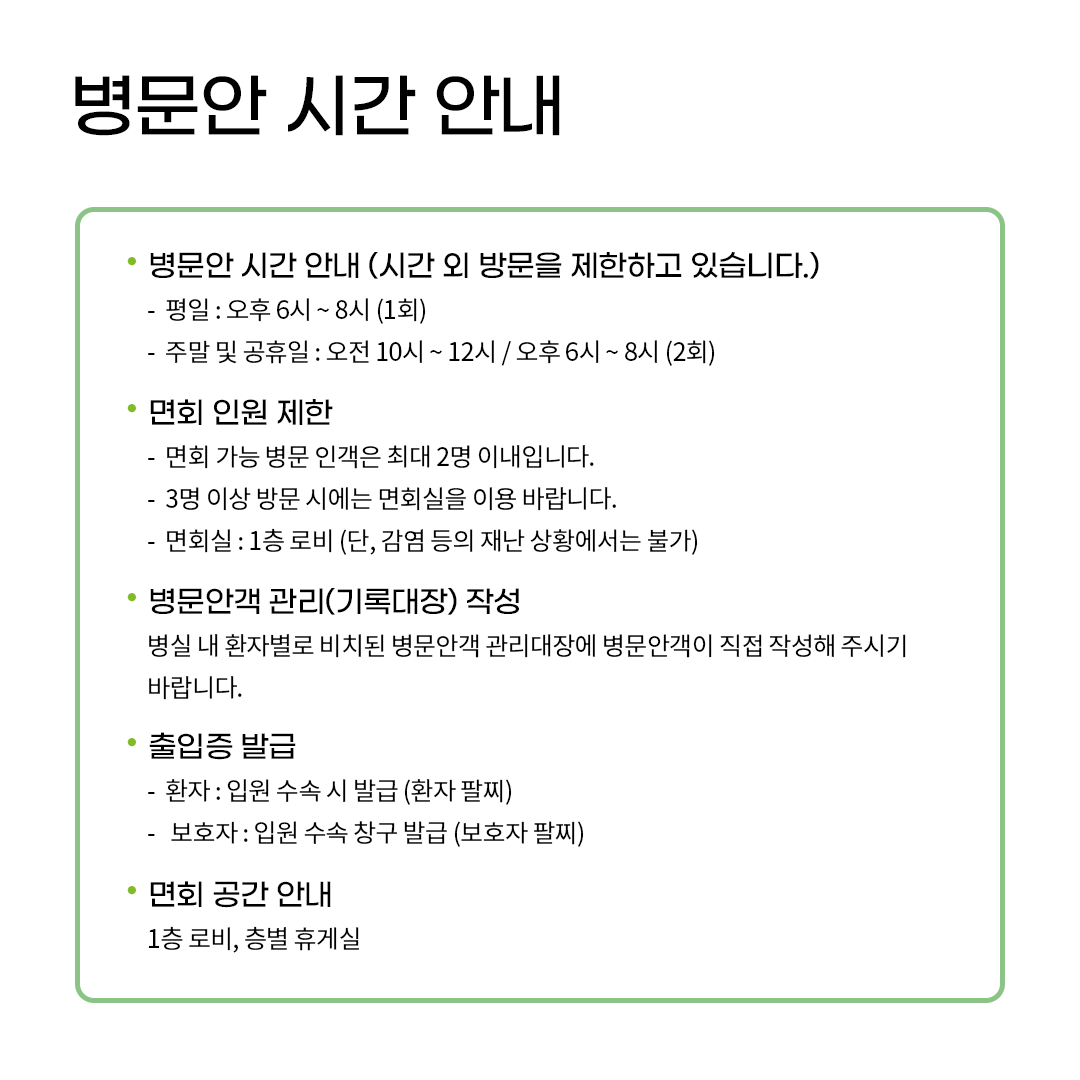 병문안 시간 안내
• 병문안 시간 안내 (시간 외 방문을 제한하고 있습니다.)
- 평일 : 오후 6시 ~ 8시 (1회)
- 주말 및 공휴일 : 오전 10시 ~ 12시 / 오후 6시 ~ 8시 (2회)
• 면회 인원 제한
- 면회 가능 병문 인객은 최대 2명 이내입니다.
- 3명 이상 방문 시에는 면회실을 이용 바랍니다.
- 면회실 : 1층 로비 (단, 감염 등의 재난 상황에서는 불가)
• 병문안객 관리(기록대장) 작성
병실 내 환자별로 비치된 병문안객 관리대장에 병문안객이 직접 작성해 주시기
바랍니다.
• 출입증 발급
- 환자 : 입원 수속 시 발급 (환자 팔찌)
- 보호자 : 입원 수속 창구 발급 (보호자 팔찌)
• 면회 공간 안내
1층 로비, 층별 휴게실